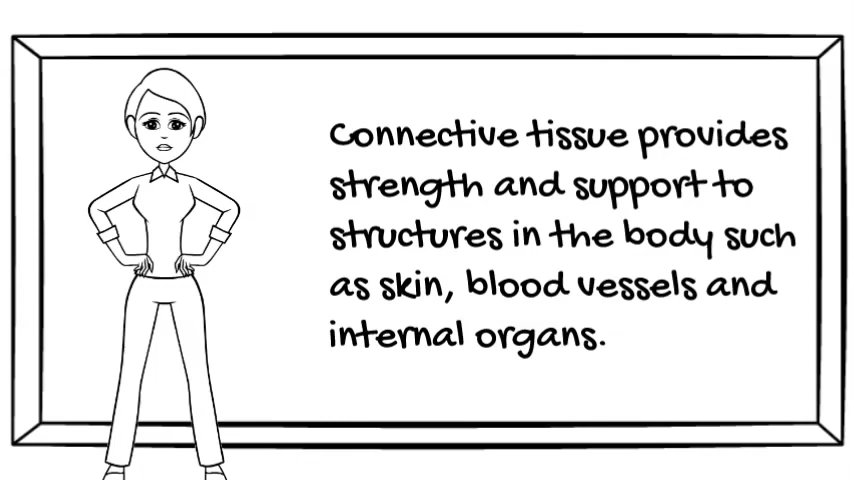 Connective tissue provides
strength and support to
structures in the body such
as skin, blood vessels and
internal organs.